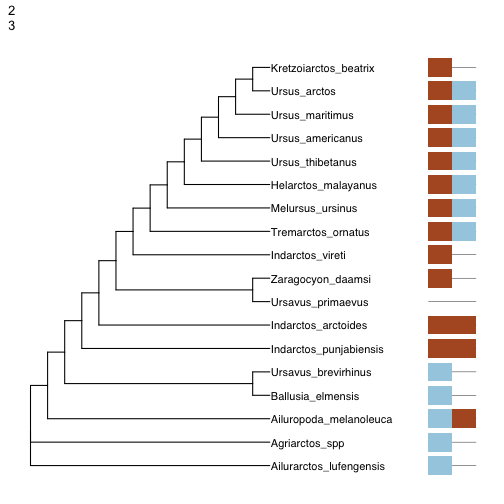 2
3
Kretzoiarctos_beatrix
Ursus_arctos
Ursus_maritimus
Ursus_americanus
Ursus_thibetanus
Helarctos_malayanus
Melursus_ursinus
Tremarctos_ornatus
Indarctos_vireti
Zaragocyon_daamsi
Ursavus_primaevus
Indarctos_arctoides
Indarctos_punjabiensis
Ursavus_brevirhinus
Ballusia_elmensis
Ailuropoda_melanoleuca
Agriarctos_spp
Ailurarctos_lufengensis